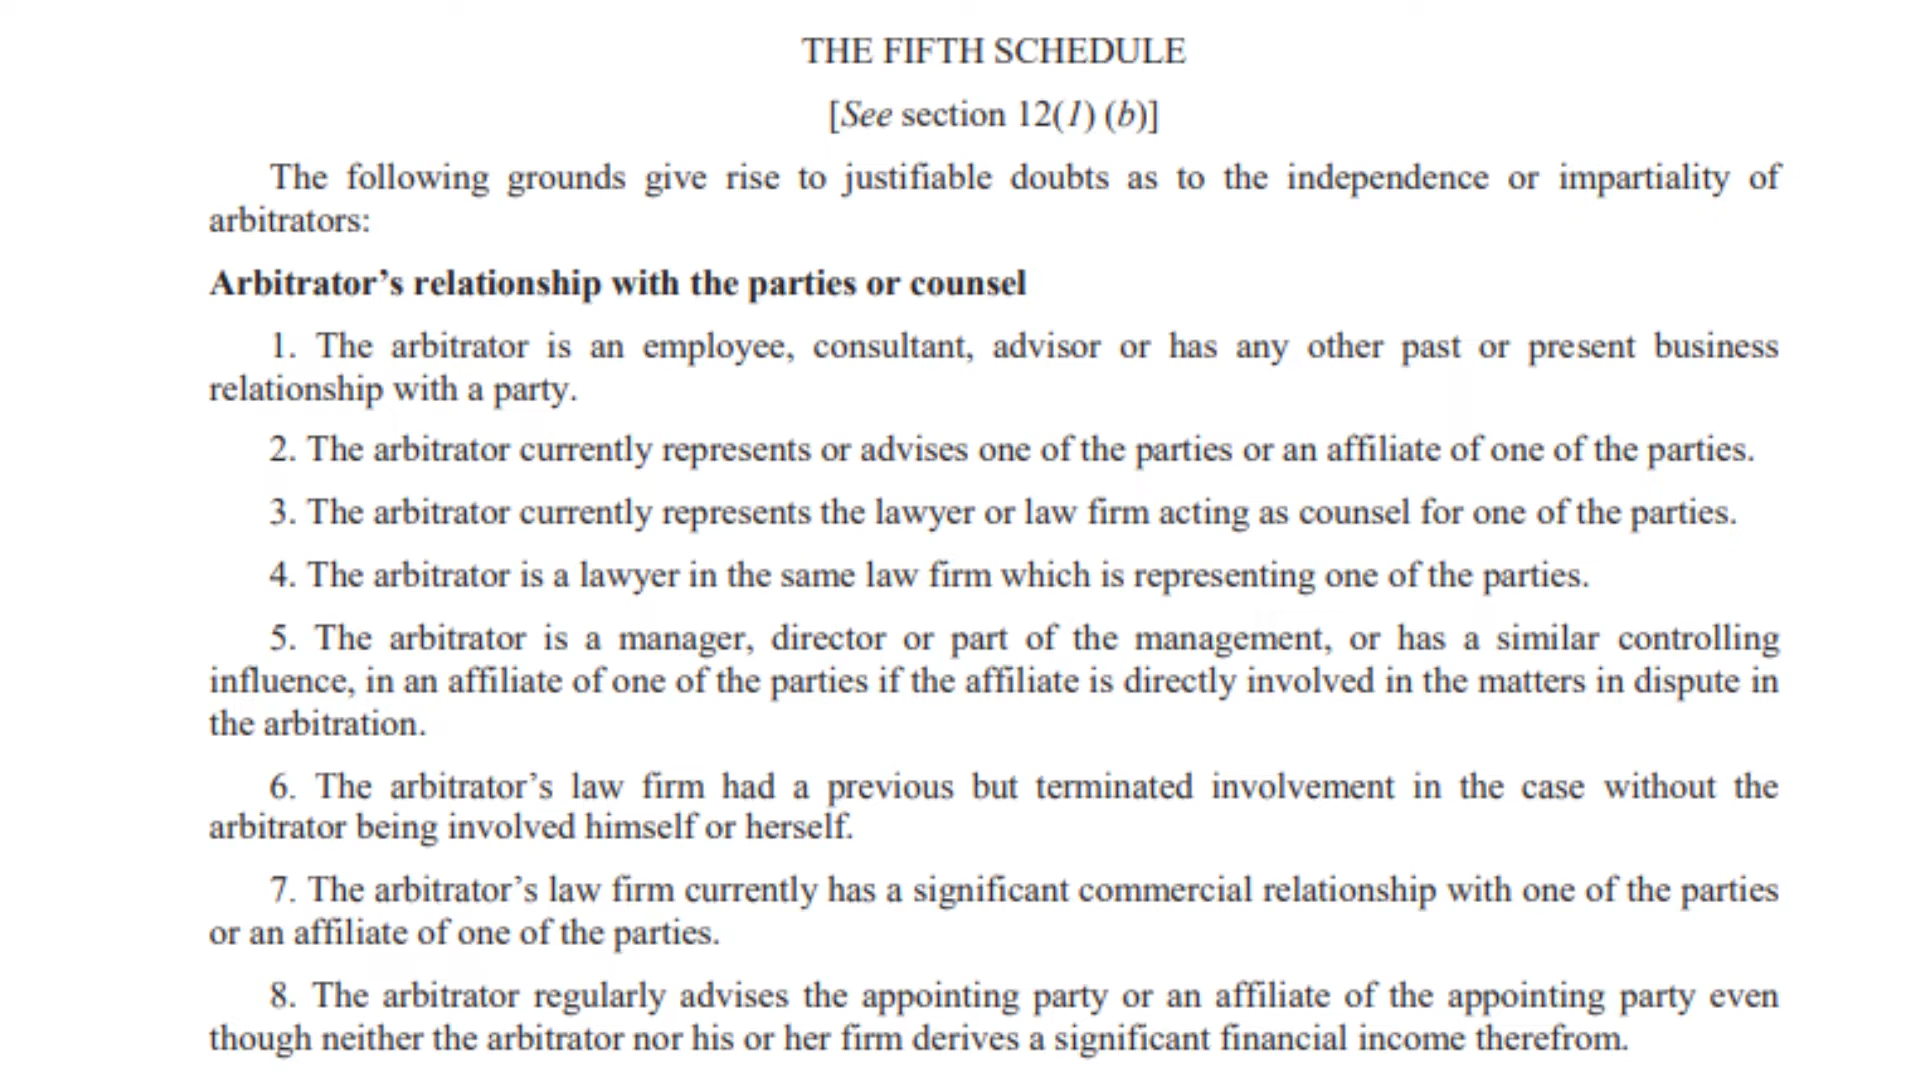 THE FIFTH SCHEDULE
[See section 12(1) (b)]
The following grounds give rise to justifiable doubts as to the independence or impartiality of
arbitrators:
Arbitrator’s relationship with the parties or counsel
1. The arbitrator is an employee, consultant, advisor or has any other past or present business
relationship with a party.
2. The arbitrator currently represents or advises one of the parties or an affiliate of one of the parties.
3. The arbitrator currently represents the lawyer or law firm acting as counsel for one of the parties.
4. The arbitrator is a lawyer in the same law firm which is representing one of the parties.
5. The arbitrator is a manager, director or part of the management, or has a similar controlling
influence, in an affiliate of one of the parties if the affiliate is directly involved in the matters in dispute in
the arbitration.
6. The arbitrator’s law firm had a previous but terminated involvement in the case without the
arbitrator being involved himself or herself.
7. The arbitrator’s law firm currently has a significant commercial relationship with one of the parties
or an affiliate of one of the parties.
8. The arbitrator regularly advises the appointing party or an affiliate of the appointing party even
though neither the arbitrator nor his or her firm derives a significant financial income therefrom.